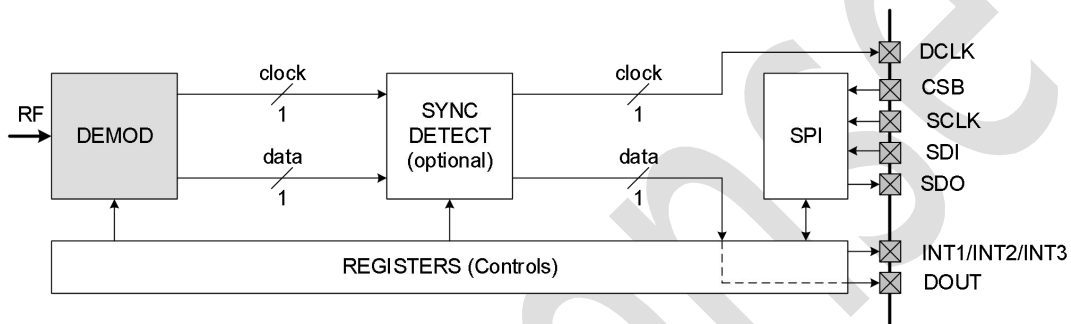 DCLK
clock
clock
CSB
RF
1
SYNC
1
DEMOD
DETECT
SPI
SCLK
(optional)
data
data
SDI
1
1
SDO
REGISTERS (Controls)
INT1/INT2/INT3
DOUT